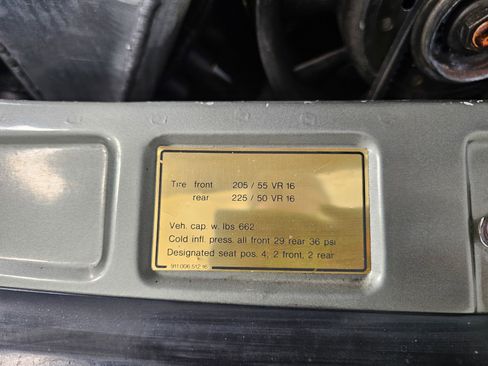 Tire front 205 / 55 VR 16
rear 225 / 50 VR 16
Veh. cap. w. lbs 662
Cold infl. press. all front 29 rear 36 psi
Designated seat pos. 4; 2 front, 2 rear
911.006.512.16